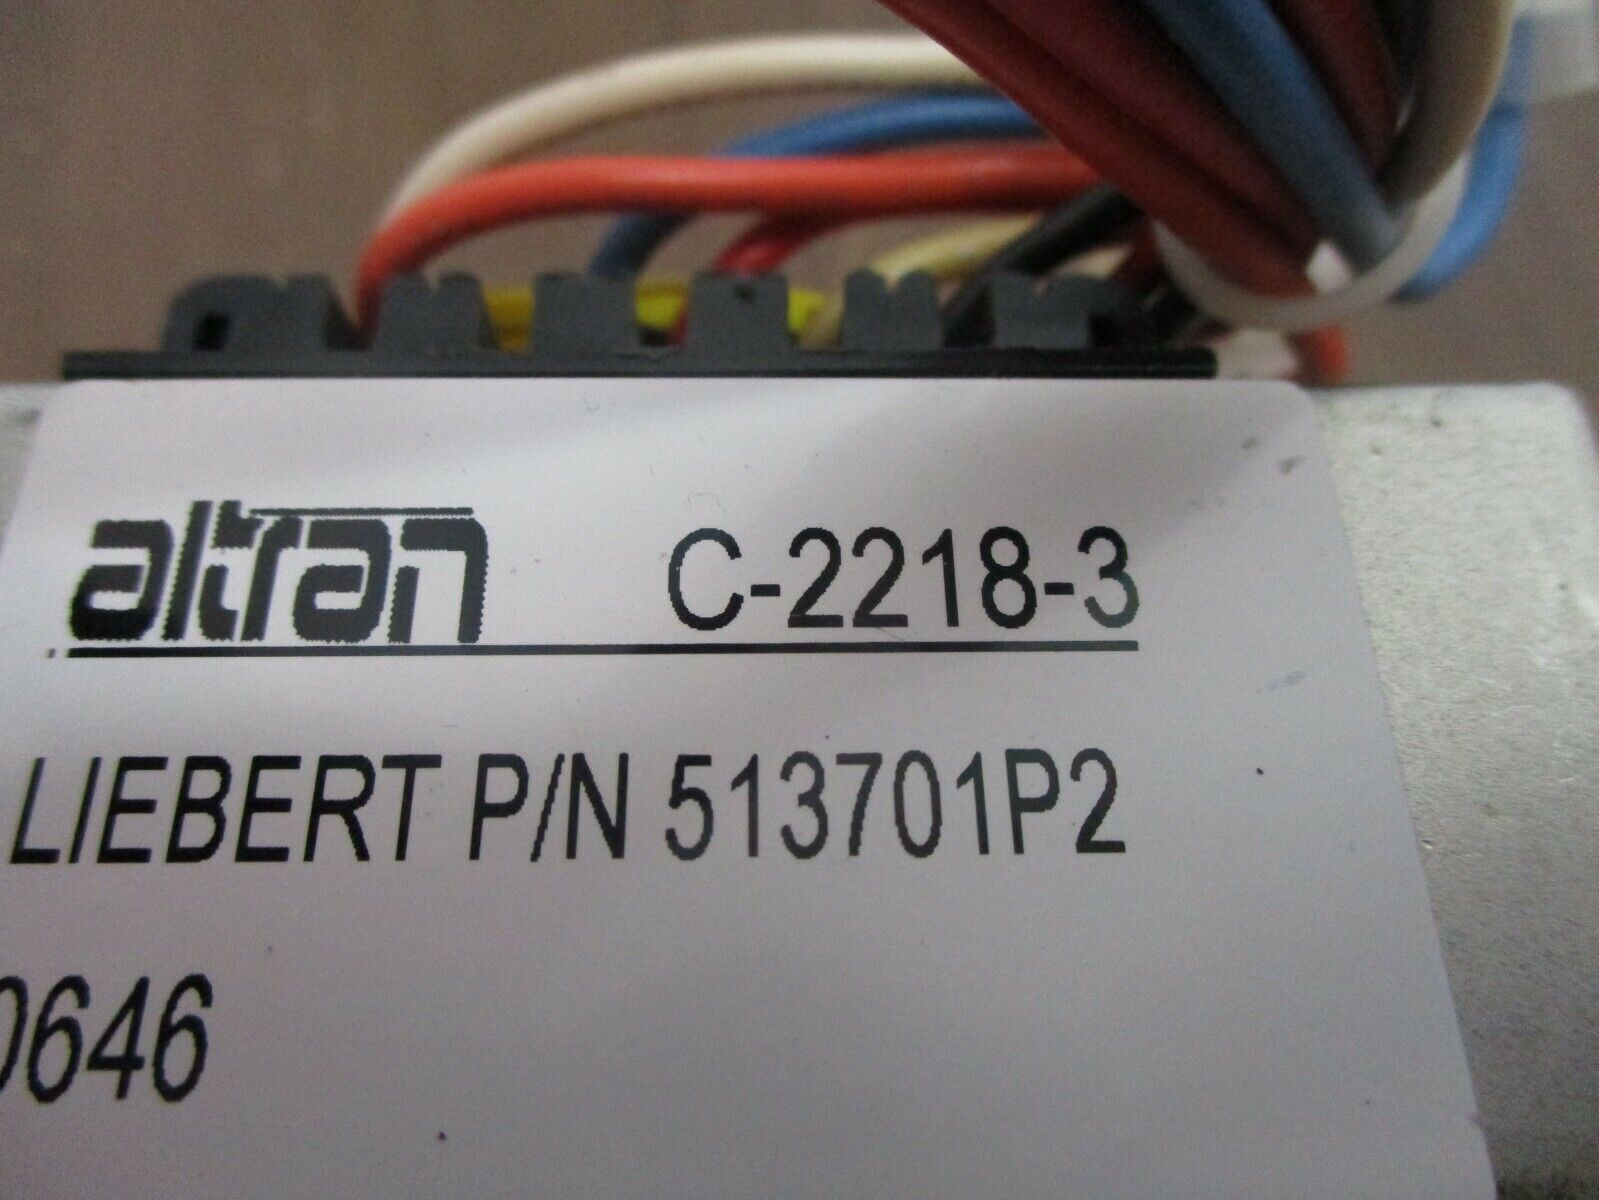 altran C-2218-3
LIEBERT P/N 513701P2
0646